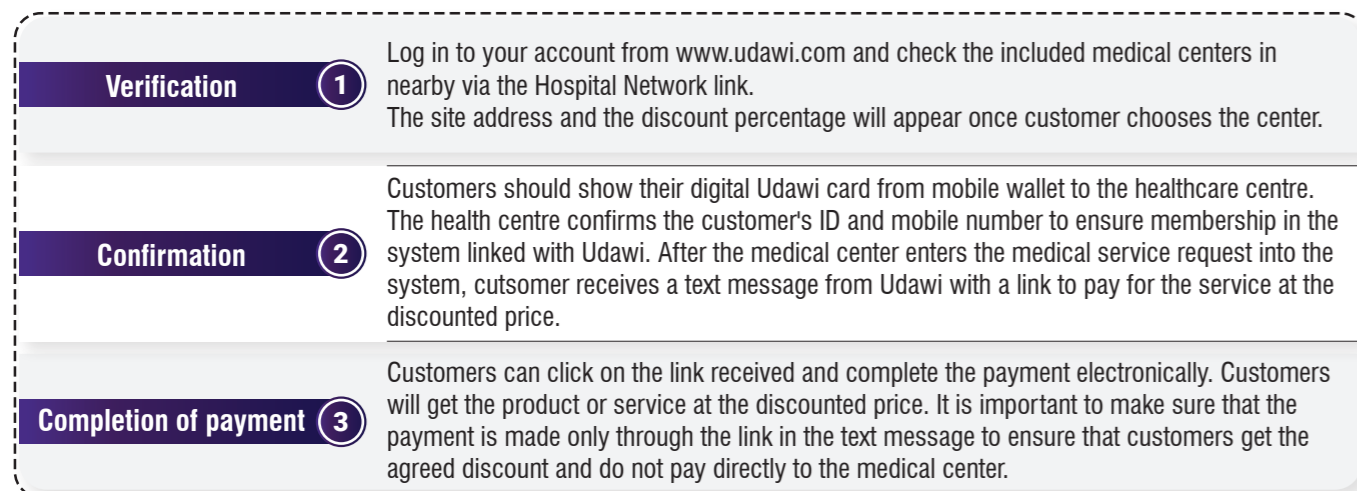 Verification 1
Log in to your account from www.udawi.com and check the included medical centers in
nearby via the Hospital Network link.
The site address and the discount percentage will appear once customer chooses the center.
Confirmation 2
Customers should show their digital Udawi card from mobile wallet to the healthcare centre.
The health centre confirms the customer's ID and mobile number to ensure membership in the
system linked with Udawi. After the medical center enters the medical service request into the
system, cutsomer receives a text message from Udawi with a link to pay for the service at the
discounted price.
Completion of payment 3
Customers can click on the link received and complete the payment electronically. Customers
will get the product or service at the discounted price. It is important to make sure that the
payment is made only through the link in the text message to ensure that customers get the
agreed discount and do not pay directly to the medical center.